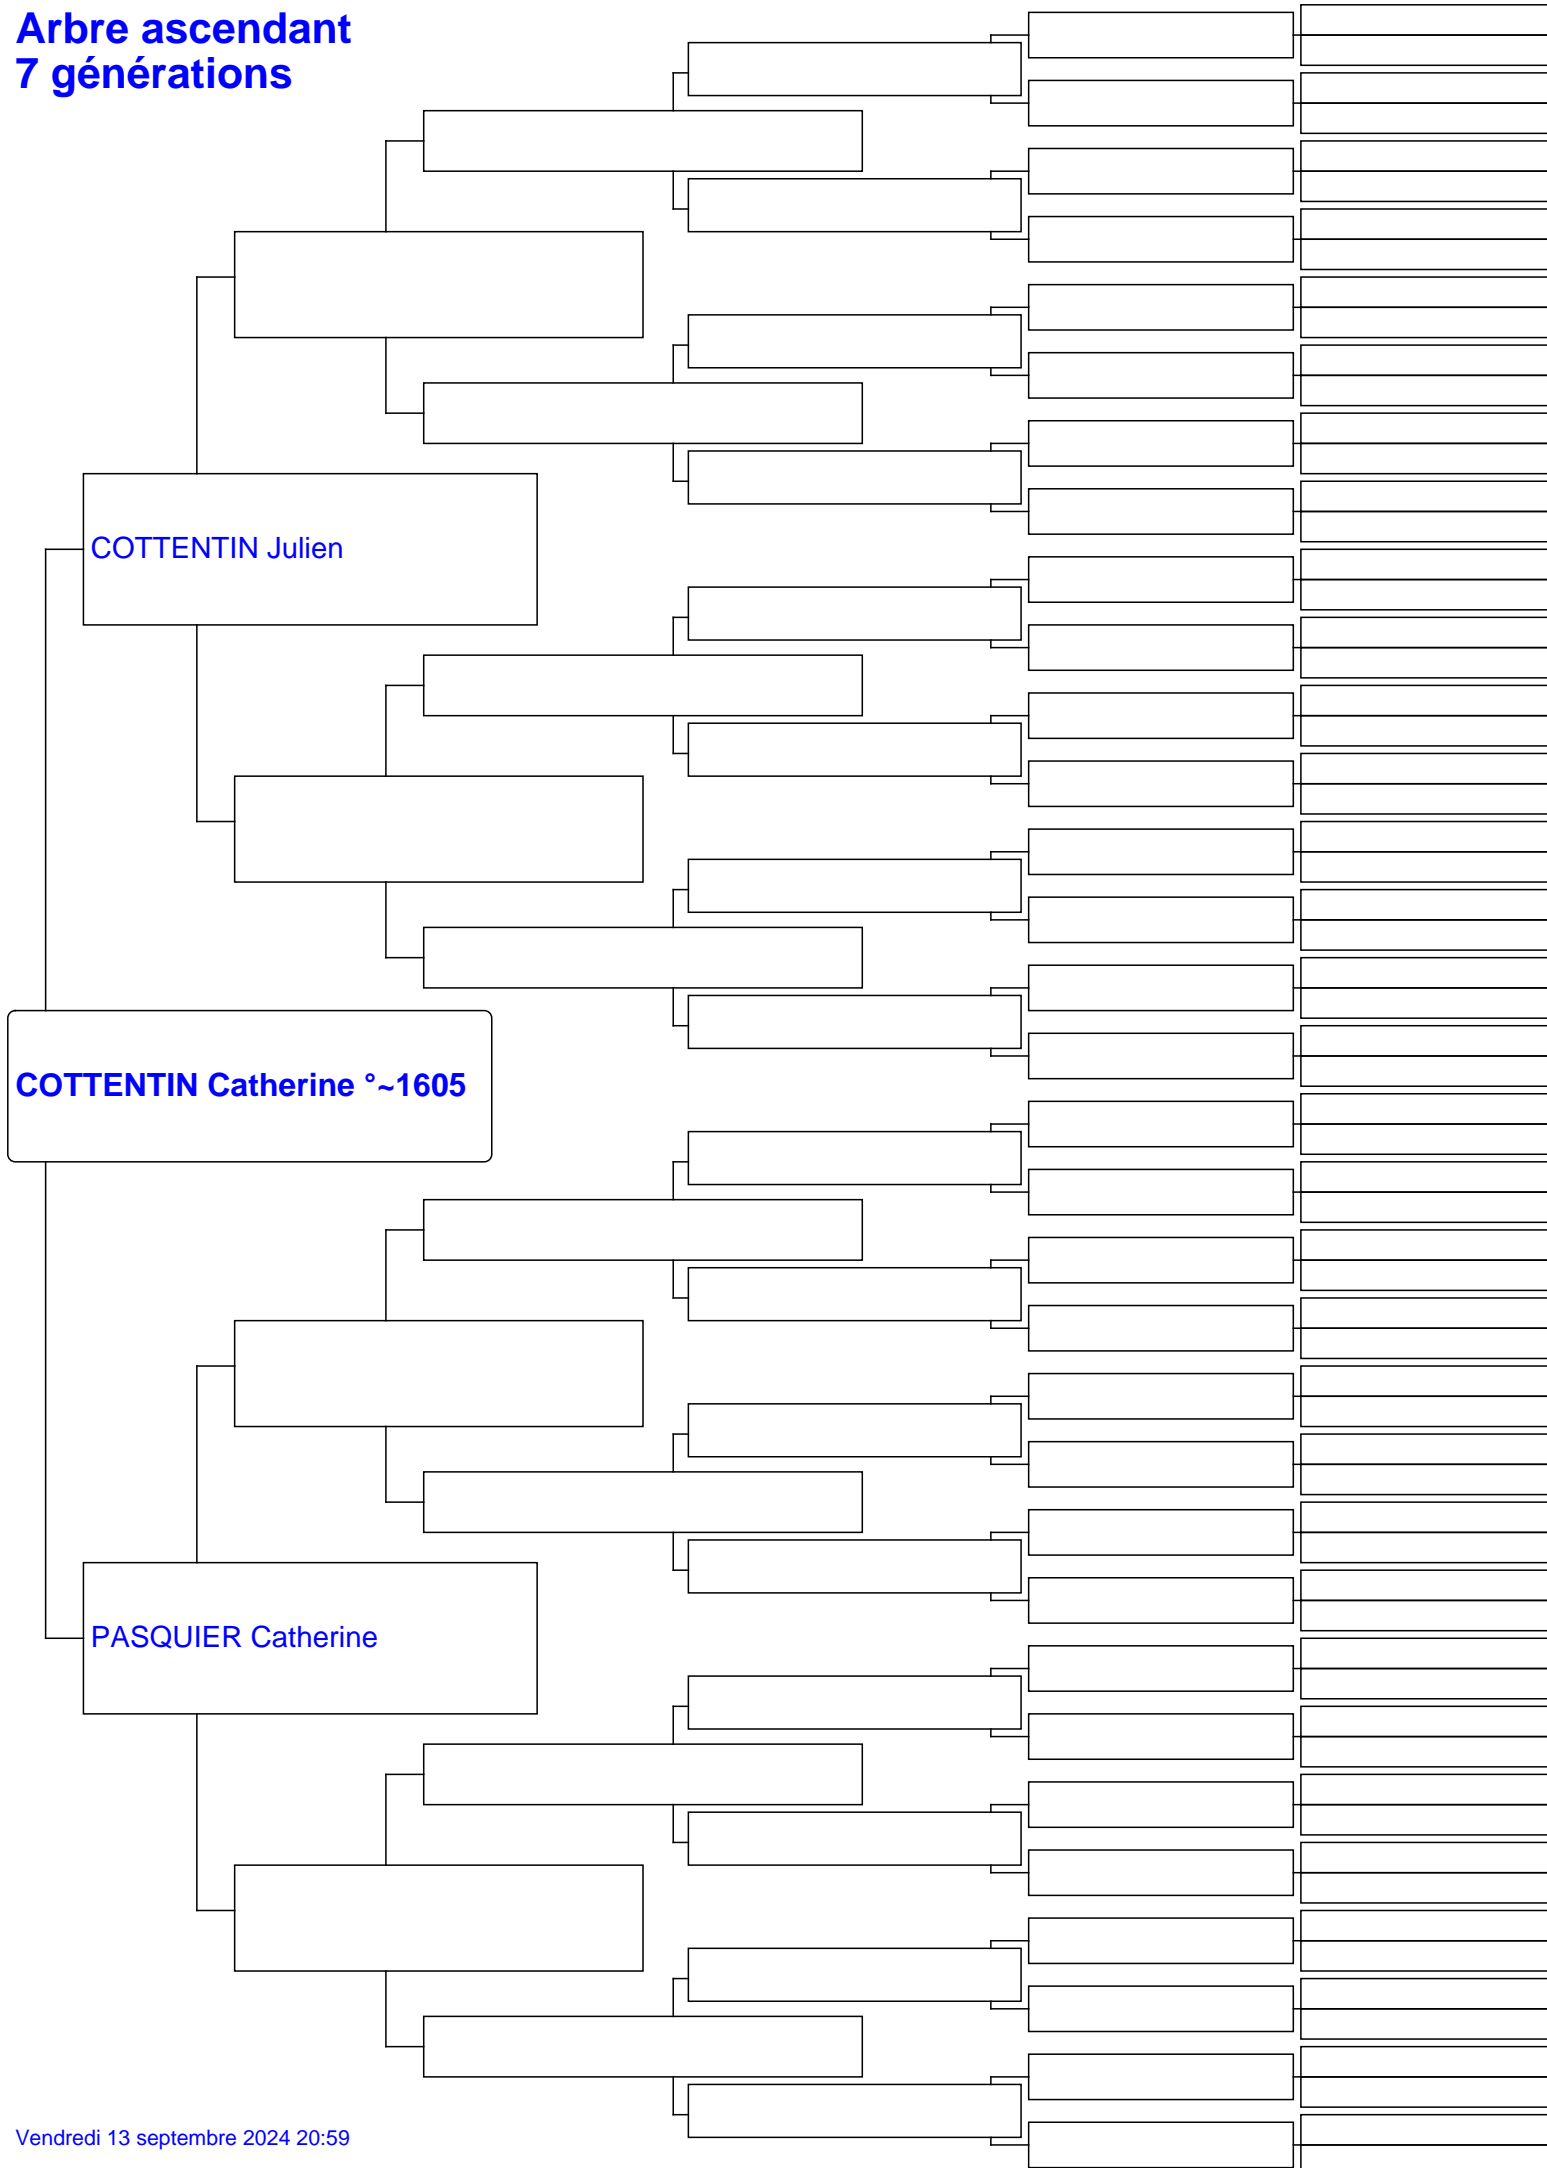 Arbre ascendant
7 générations
COTTENTIN Julien
COTTENTIN Catherine °~1605
PASQUIER Catherine
Vendredi 13 septembre 2024 20:59